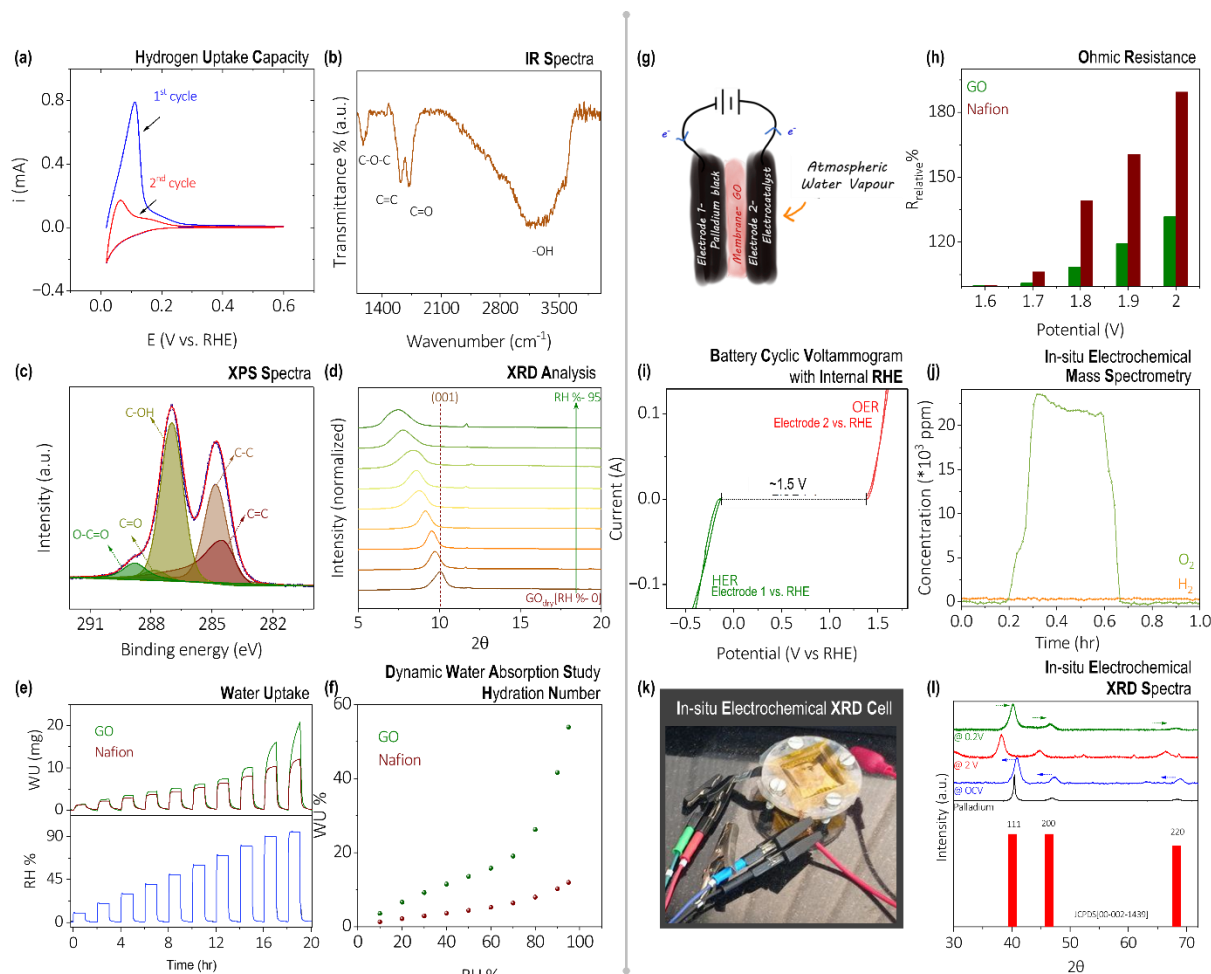 (a)
Hydrogen Uptake Capacity
i (mA)
0.8
0.4
0.0
−0.4
1st cycle
2nd cycle
0.0 0.2 0.4 0.6
E (V vs. RHE)
(b)
IR Spectra
Transmittance % (a.u.)
C-O-C
C=C
C=O
-OH
1400 2100 2800 3500
Wavenumber (cm-1)
(c)
XPS Spectra
Intensity (a.u.)
C-OH
C-C
C=C
C=O
O-C=O
291 288 285 284 280
Binding energy (eV)
(d)
XRD Analysis
Intensity (normalized)
(001)
RH %- 95
GOdry[RH %- 0]
5 10 15 20
2θ
(e)
Water Uptake
WU (mg)
20
10
0
GO
Nafion
RH %
90
45
0
0 4 8 12 16 20
Time (hr)
Dynamic Water Absorption Study
(f)
Hydration Number
WU %
60
50
40
30
20
10
0
GO
Nafion
0 20 40 60 80 100
(g)
e-
e-
Electrode 1-
Palladium black
Membrane- GO
Electrode 2-
Electrocatalyst
Atmospheric
Water Vapour
(h)
Ohmic Resistance
Rrelative%
180
150
120
GO
Nafion
1.6 1.7 1.8 1.9 2
Potential (V)
(i)
Battery Cyclic Voltammogram
with Internal RHE
Current (A)
0.1
0.0
−0.1
OER
Electrode 2 vs. RHE
~1.5 V
HER
Electrode 1 vs. RHE
−0.5 0.0 0.5 1.0 1.5
Potential (V vs RHE)
(j)
In-situ Electrochemical
Mass Spectrometry
Concentration (*10³ ppm)
20
15
10
5
0
O2
H2
0.0 0.2 0.4 0.6 0.8 1.0
Time (hr)
(k)
In-situ Electrochemical XRD Cell
In-situ Electrochemical
(l)
XRD Spectra
Intensity (a.u.)
@ 0.2V
@ 2 V
@ OCV
Palladium
111
200
220
JCPDS[00-002-1439]
30 40 50 60 70
2θ